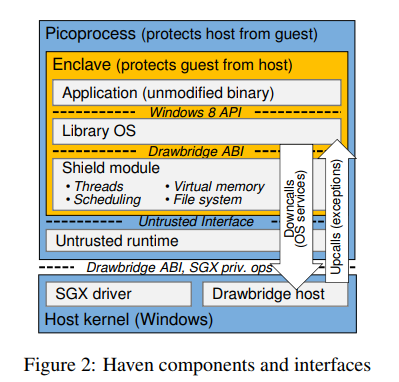 Picoprocess (protects host from guest)
Enclave (protects guest from host)
Application (unmodified binary)
Windows 8 API
Library OS
Drawbridge ABI
Shield module
• Threads • Virtual memory
• Scheduling • File system
Downcalls
(OS services)
Upcalls (exceptions)
Untrusted Interface
Untrusted runtime
Drawbridge ABI, SGX priv. ops
SGX driver Drawbridge host
Host kernel (Windows)
Figure 2: Haven components and interfaces